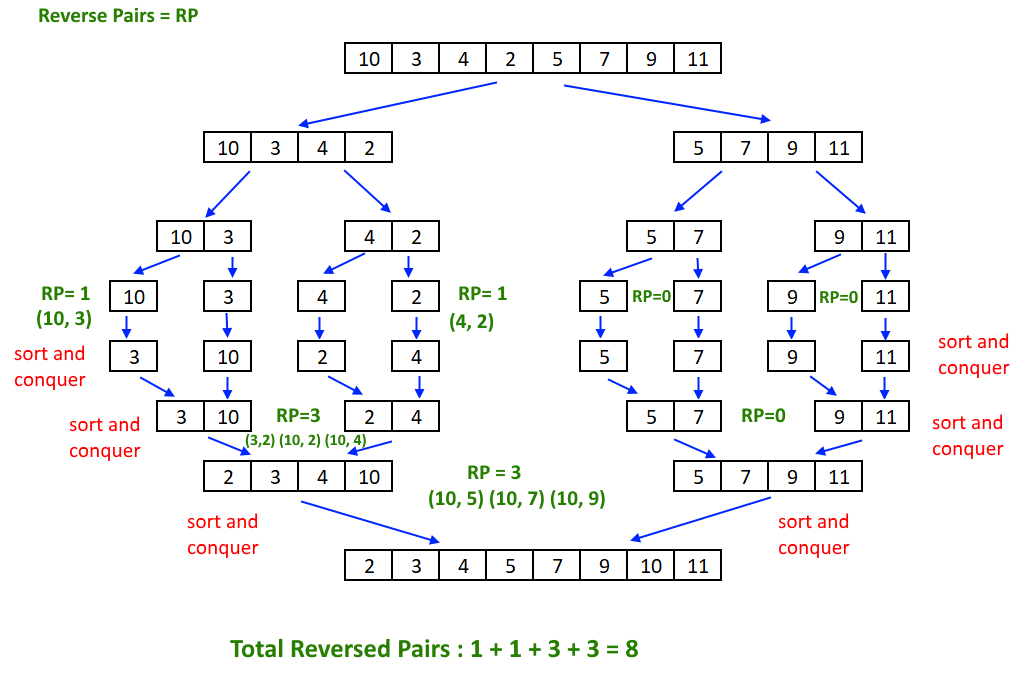 Reverse Pairs = RP
10 3 4 2 5 7 9 11
10 3 4 2 5 7 9 11
10 3 4 2 5 7 9 11
RP= 1 10 3 4 2 RP= 1 5 RP=0 7 9 RP=0 11
(10, 3) (4, 2)
sort and
conquer
3 10 2 4 5 7 9 11
sort and
conquer
sort and
conquer
3 10 RP=3 2 4 5 7 RP=0 9 11
(3,2) (10, 2) (10, 4)
sort and
conquer
2 3 4 10 RP = 3 5 7 9 11
(10, 5) (10, 7) (10, 9)
sort and
conquer
sort and
conquer
2 3 4 5 7 9 10 11
Total Reversed Pairs : 1 + 1 + 3 + 3 = 8